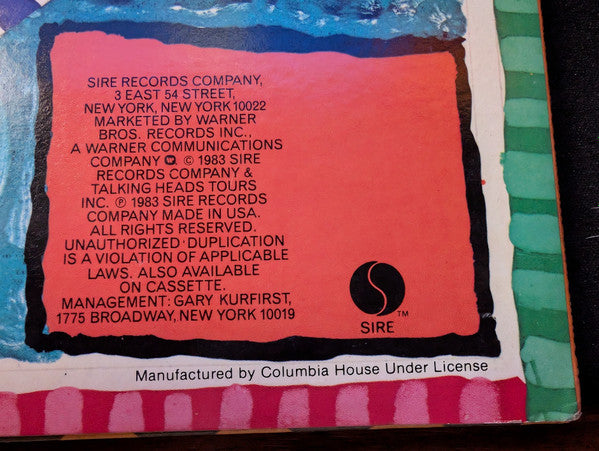 SIRE RECORDS COMPANY,
3 EAST 54 STREET,
NEW YORK, NEW YORK 10022
MARKETED BY WARNER
BROS. RECORDS INC.,
A WARNER COMMUNICATIONS
COMPANY © 1983 SIRE
RECORDS COMPANY &
TALKING HEADS TOURS
INC. ℗ 1983 SIRE RECORDS
COMPANY MADE IN USA.
ALL RIGHTS RESERVED.
UNAUTHORIZED DUPLICATION
IS A VIOLATION OF APPLICABLE
LAWS. ALSO AVAILABLE
ON CASSETTE.
MANAGEMENT: GARY KURFIRST,
1775 BROADWAY, NEW YORK 10019
SIRE ™
Manufactured by Columbia House Under License